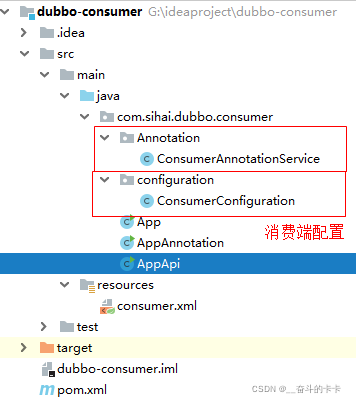 dubbo-consumer G:\ideaproject\dubbo-consumer
.idea
src
main
java
com.sihai.dubbo.consumer
Annotation
ConsumerAnnotationService
configuration
ConsumerConfiguration
App
消费端配置
AppAnnotation
AppApi
resources
consumer.xml
test
target
dubbo-consumer.iml
pom.xml
CSDN @__奋斗的卡卡